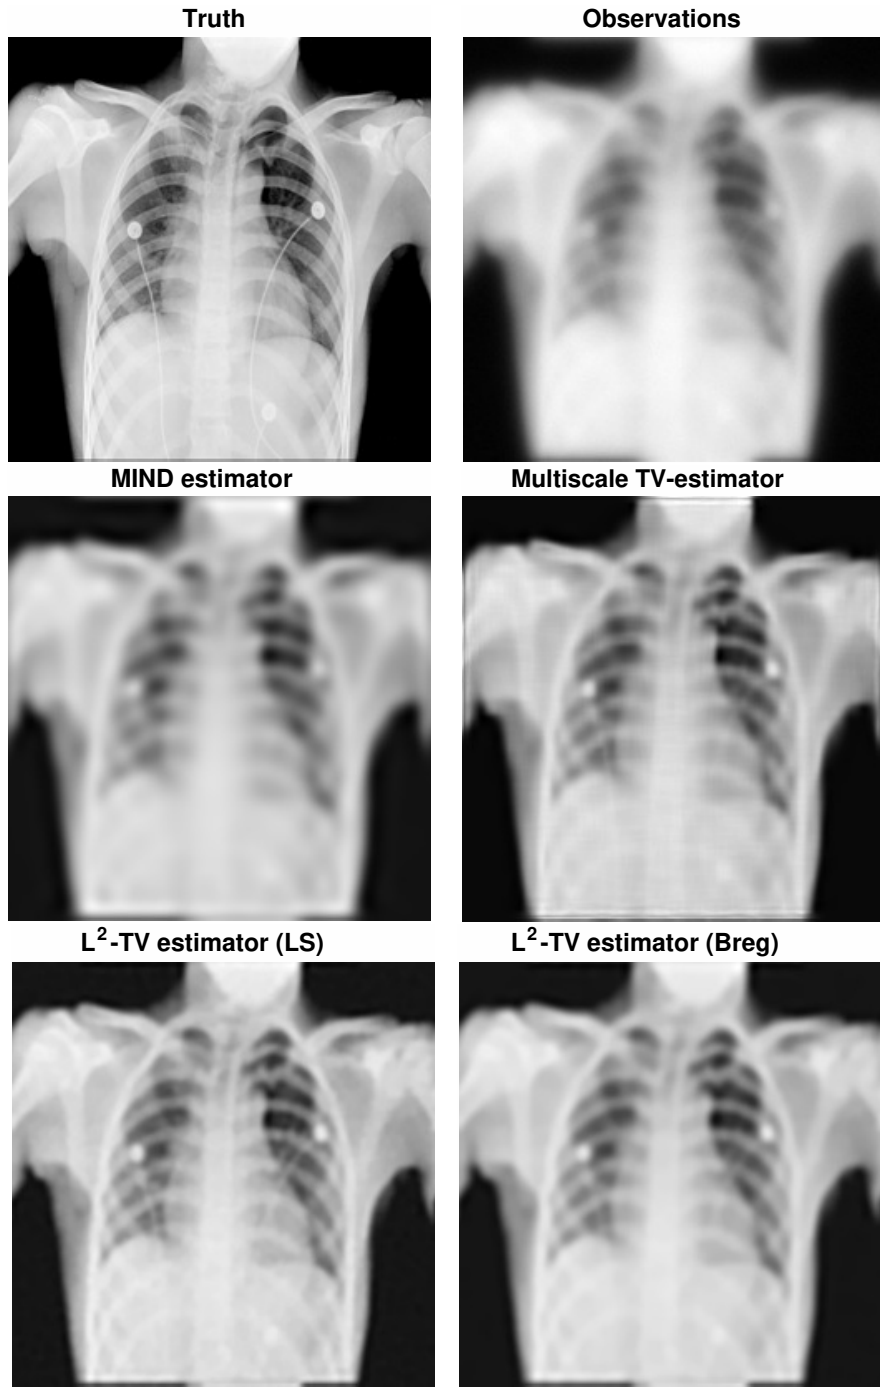 Truth
Observations
MIND estimator
Multiscale TV-estimator
L²-TV estimator (LS)
L²-TV estimator (Breg)